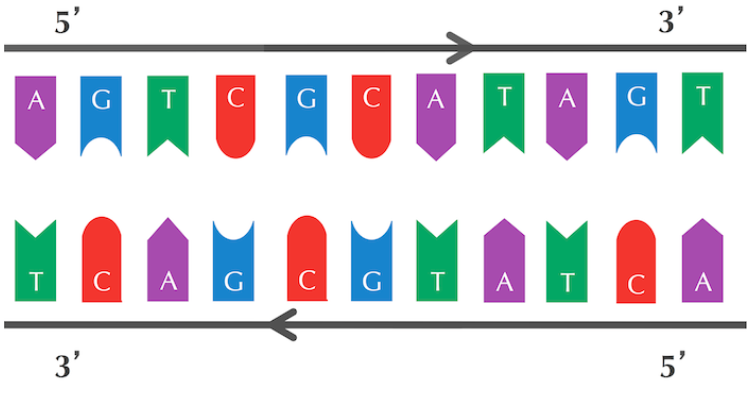 5’ 3’
A G T C G C A T A G T
T C A G C G T A T C A
3’ 5’